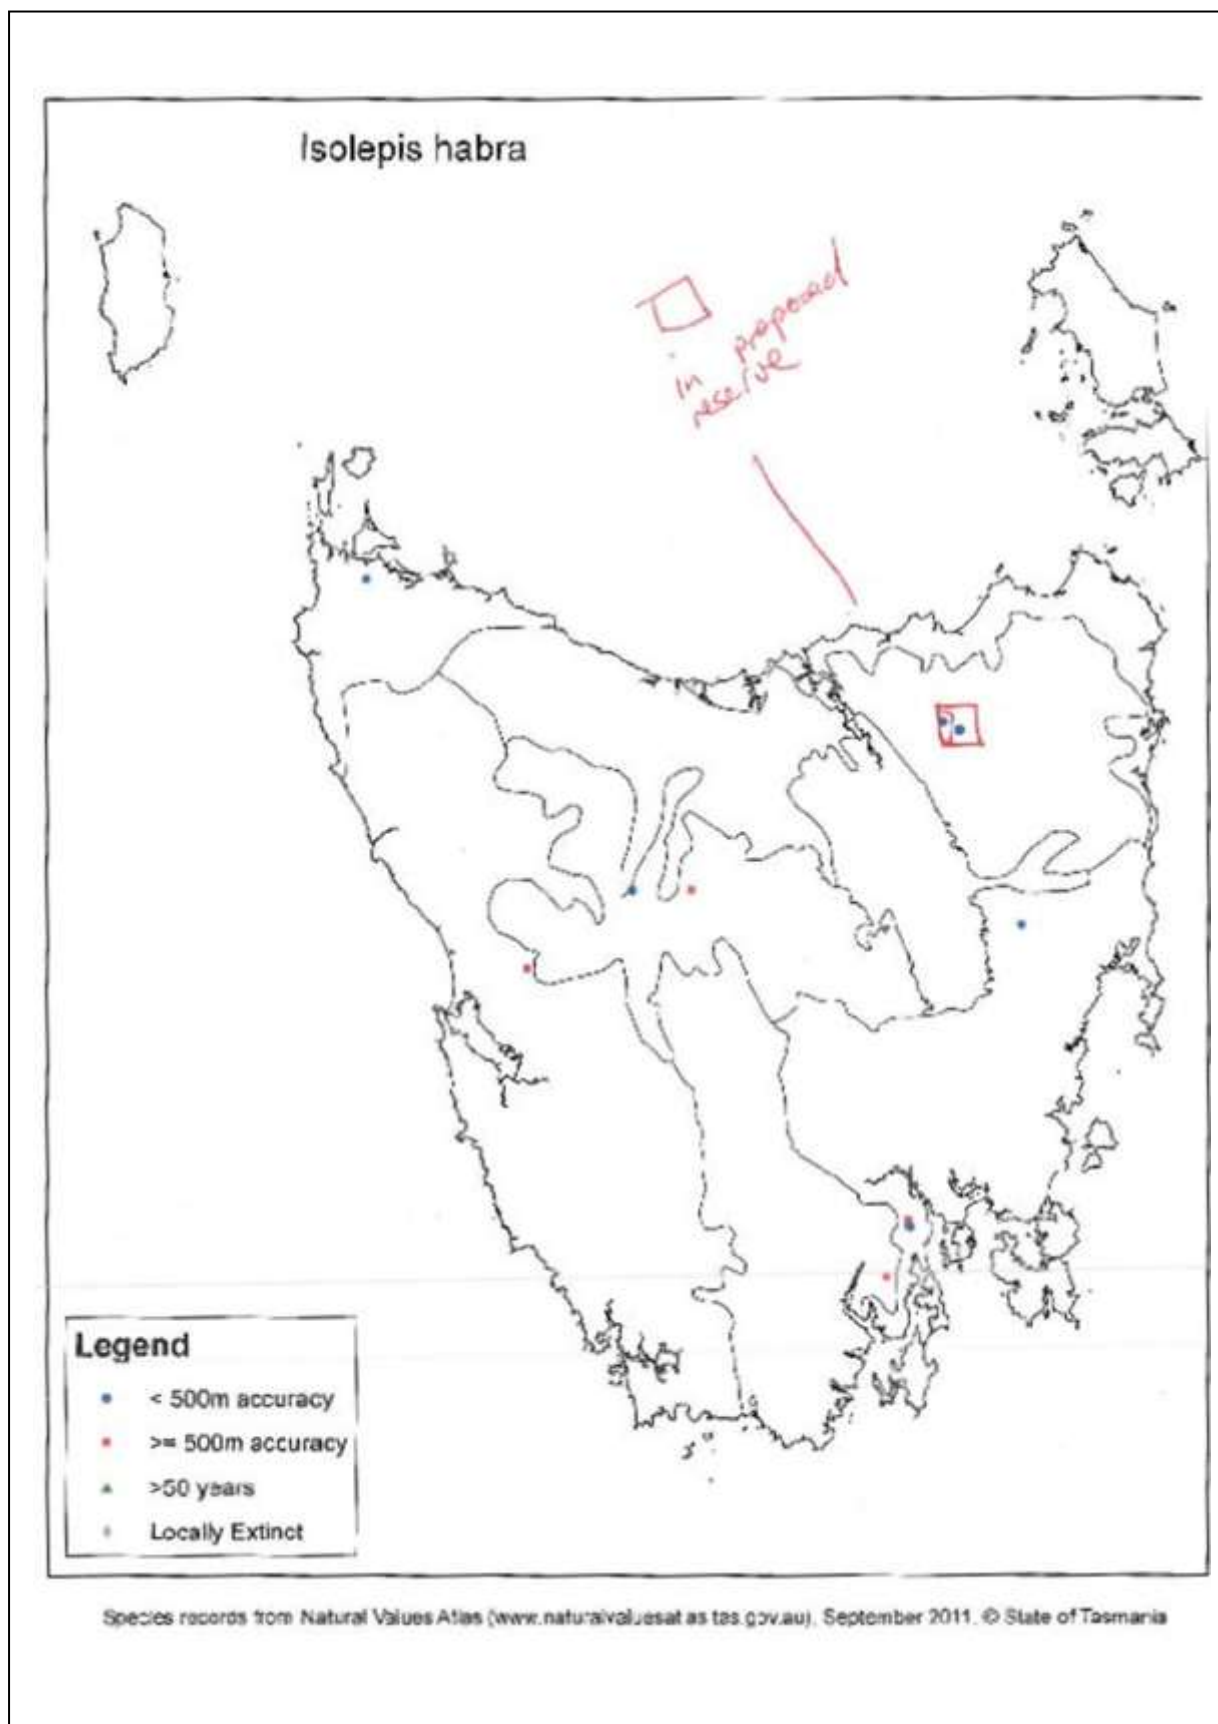 Isolepis habra
in proposed
reserve
Legend
< 500m accuracy
>= 500m accuracy
>50 years
Locally Extinct
Species records from Natural Values Atlas (www.naturalvaluesatlas.tas.gov.au), September 2011. © State of Tasmania